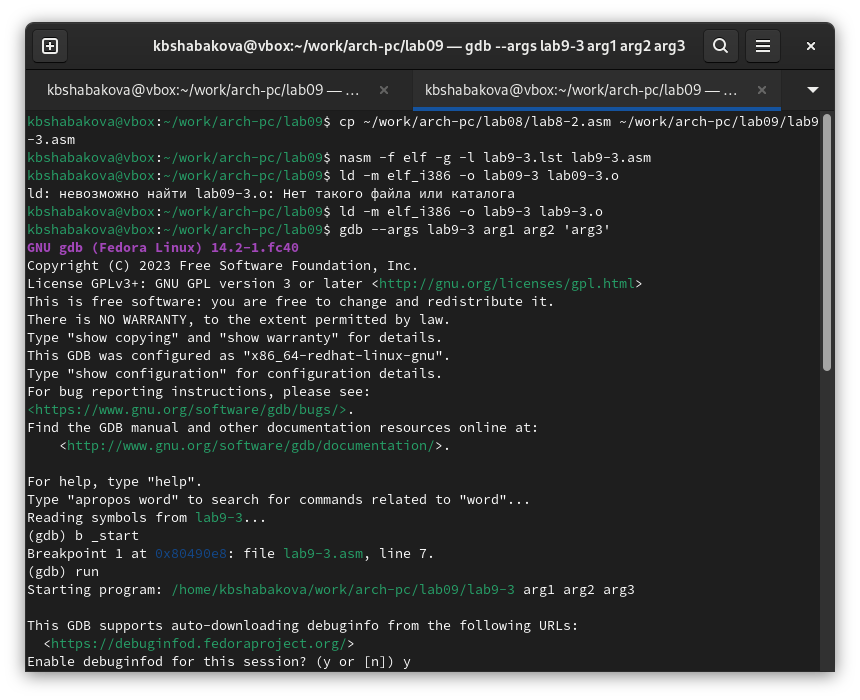 kbshabakova@vbox:~/work/arch-pc/lab09 — gdb --args lab9-3 arg1 arg2 arg3
kbshabakova@vbox:~/work/arch-pc/lab09 — ...
kbshabakova@vbox:~/work/arch-pc/lab09 — ...
kbshabakova@vbox:~/work/arch-pc/lab09$ cp ~/work/arch-pc/lab08/lab8-2.asm ~/work/arch-pc/lab09/lab9
-3.asm
kbshabakova@vbox:~/work/arch-pc/lab09$ nasm -f elf -g -l lab9-3.lst lab9-3.asm
kbshabakova@vbox:~/work/arch-pc/lab09$ ld -m elf_i386 -o lab09-3 lab09-3.o
ld: невозможно найти lab09-3.o: Нет такого файла или каталога
kbshabakova@vbox:~/work/arch-pc/lab09$ ld -m elf_i386 -o lab9-3 lab9-3.o
kbshabakova@vbox:~/work/arch-pc/lab09$ gdb --args lab9-3 arg1 arg2 'arg3'
GNU gdb (Fedora Linux) 14.2-1.fc40
Copyright (C) 2023 Free Software Foundation, Inc.
License GPLv3+: GNU GPL version 3 or later <http://gnu.org/licenses/gpl.html>
This is free software: you are free to change and redistribute it.
There is NO WARRANTY, to the extent permitted by law.
Type "show copying" and "show warranty" for details.
This GDB was configured as "x86_64-redhat-linux-gnu".
Type "show configuration" for configuration details.
For bug reporting instructions, please see:
<https://www.gnu.org/software/gdb/bugs/>.
Find the GDB manual and other documentation resources online at:
    <http://www.gnu.org/software/gdb/documentation/>.
For help, type "help".
Type "apropos word" to search for commands related to "word"...
Reading symbols from lab9-3...
(gdb) b _start
Breakpoint 1 at 0x80490e8: file lab9-3.asm, line 7.
(gdb) run
Starting program: /home/kbshabakova/work/arch-pc/lab09/lab9-3 arg1 arg2 arg3
This GDB supports auto-downloading debuginfo from the following URLs:
  <https://debuginfod.fedoraproject.org/>
Enable debuginfod for this session? (y or [n]) y